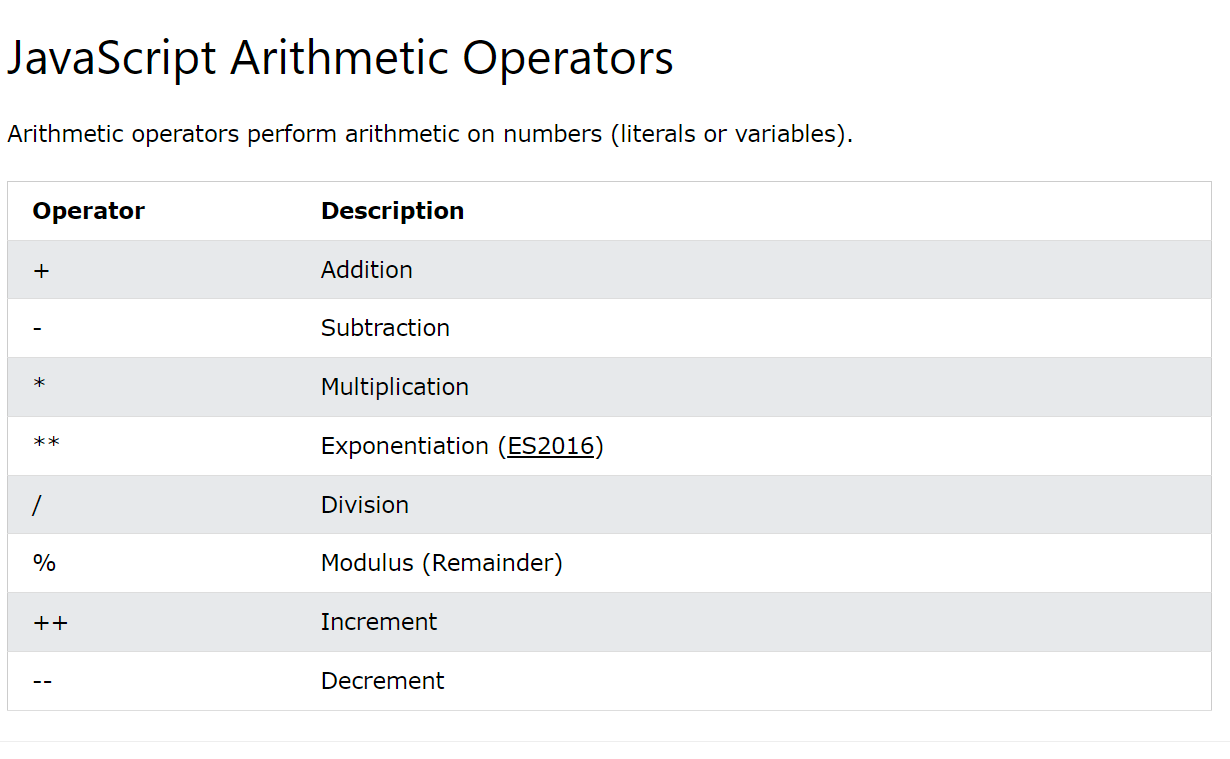 JavaScript Arithmetic Operators
Arithmetic operators perform arithmetic on numbers (literals or variables).
Operator Description
+ Addition
- Subtraction
* Multiplication
** Exponentiation (ES2016)
/ Division
% Modulus (Remainder)
++ Increment
-- Decrement